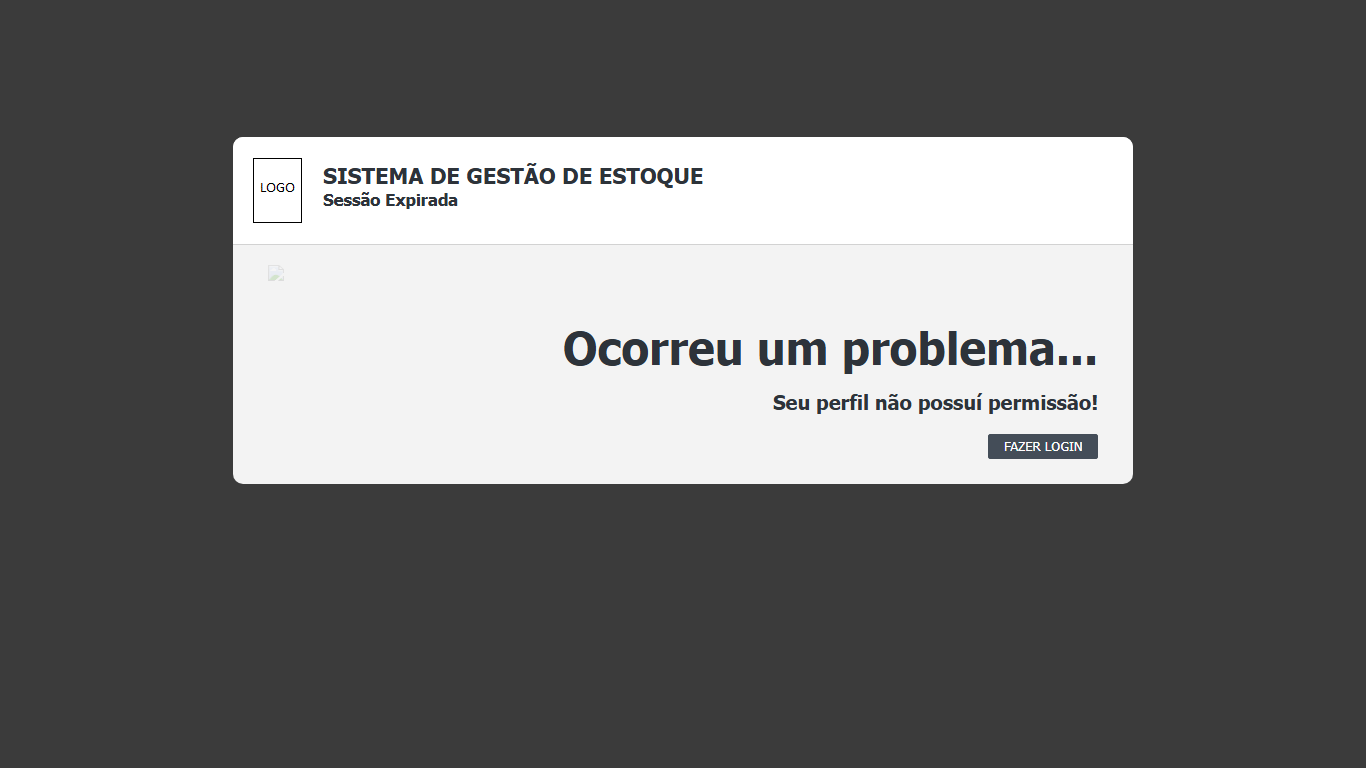 LOGO
SISTEMA DE GESTÃO DE ESTOQUE
Sessão Expirada
Ocorreu um problema...
Seu perfil não possuí permissão!
FAZER LOGIN